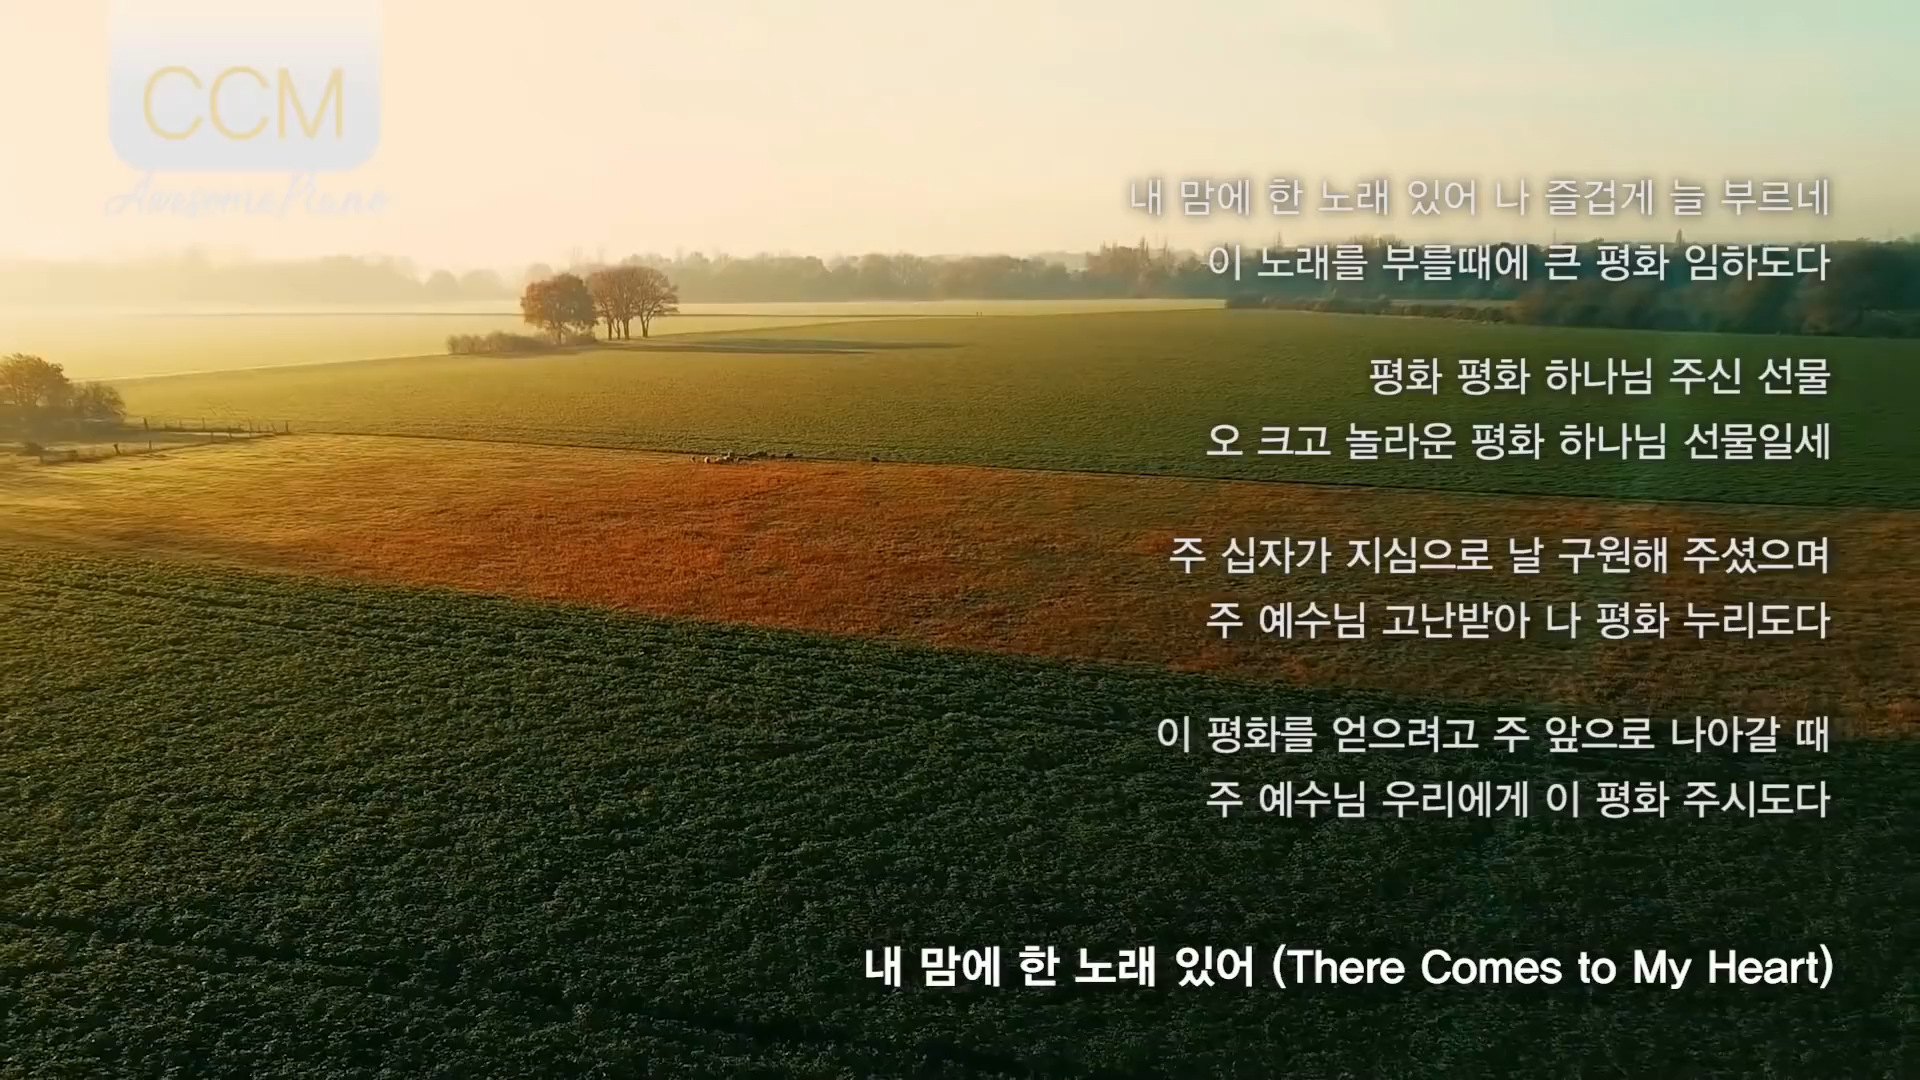 CCM
AwesomePiano
내 맘에 한 노래 있어 나 즐겁게 늘 부르네
이 노래를 부를때에 큰 평화 임하도다
평화 평화 하나님 주신 선물
오 크고 놀라운 평화 하나님 선물일세
주 십자가 지심으로 날 구원해 주셨으며
주 예수님 고난받아 나 평화 누리도다
이 평화를 얻으려고 주 앞으로 나아갈 때
주 예수님 우리에게 이 평화 주시도다
내 맘에 한 노래 있어 (There Comes to My Heart)